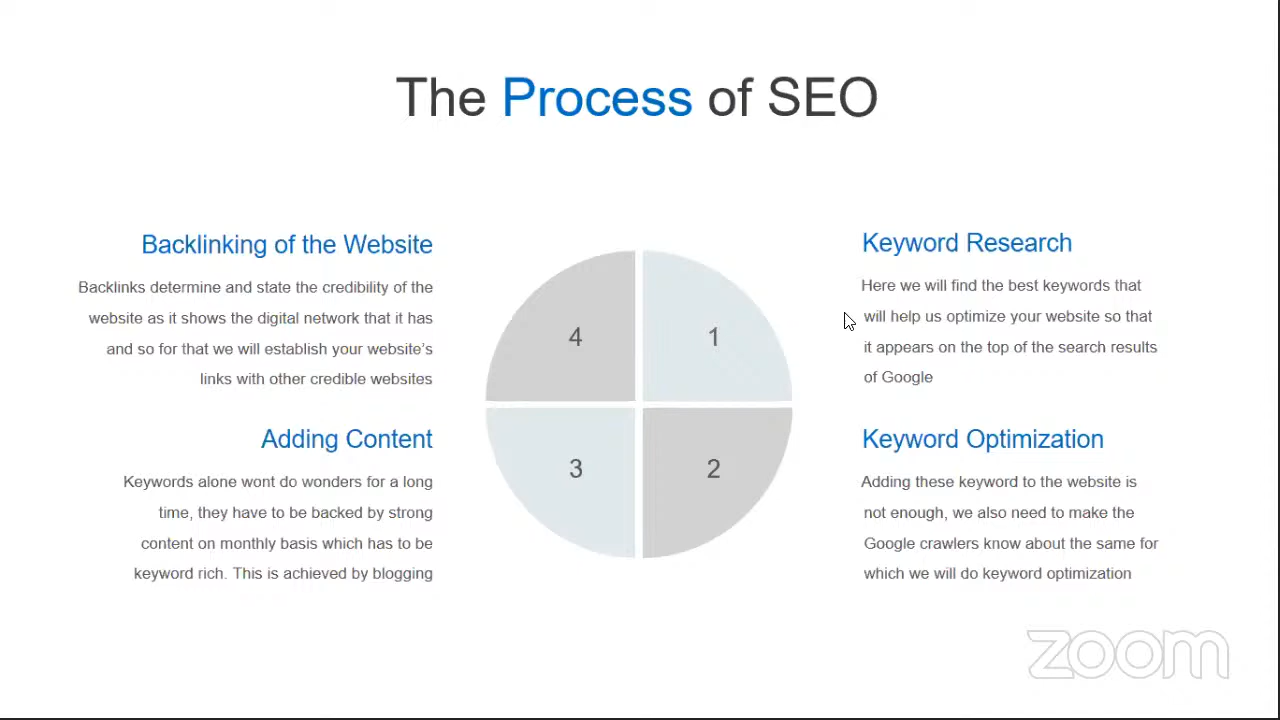 The Process of SEO
Backlinking of the Website
Backlinks determine and state the credibility of the
website as it shows the digital network that it has
and so for that we will establish your website’s
links with other credible websites
Adding Content
Keywords alone wont do wonders for a long
time, they have to be backed by strong
content on monthly basis which has to be
keyword rich. This is achieved by blogging
4
1
3
2
Keyword Research
Here we will find the best keywords that
will help us optimize your website so that
it appears on the top of the search results
of Google
Keyword Optimization
Adding these keyword to the website is
not enough, we also need to make the
Google crawlers know about the same for
which we will do keyword optimization
zoom